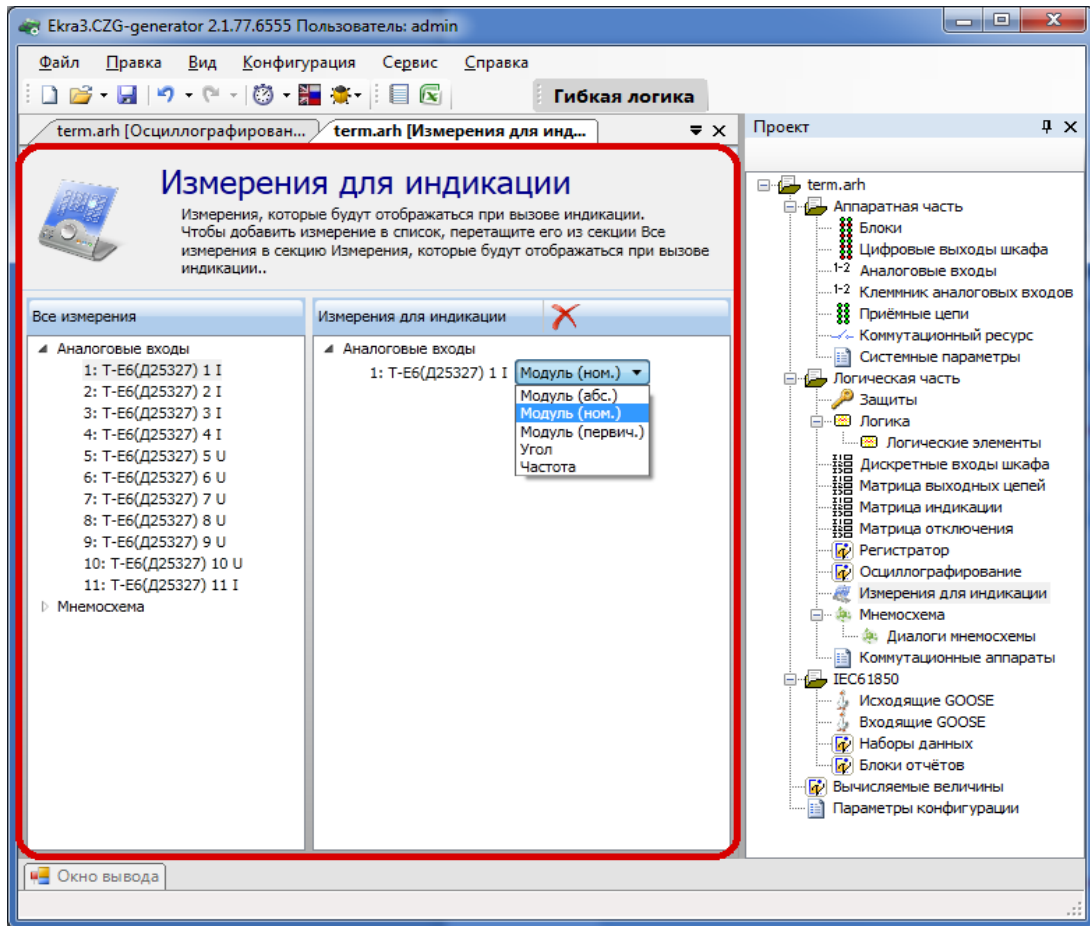 Ekra3.CZG-generator 2.1.77.6555 Пользователь: admin
Файл Правка Вид Конфигурация Сервис Справка
Гибкая логика
term.arh [Осциллографирован...
term.arh [Измерения для инд...
Измерения для индикации
Измерения, которые будут отображаться при вызове индикации.
Чтобы добавить измерение в список, перетащите его из секции Все
измерения в секцию Измерения, которые будут отображаться при вызове
индикации..
Все измерения
Аналоговые входы
1: Т-Е6(Д25327) 1 I
2: Т-Е6(Д25327) 2 I
3: Т-Е6(Д25327) 3 I
4: Т-Е6(Д25327) 4 I
5: Т-Е6(Д25327) 5 U
6: Т-Е6(Д25327) 6 U
7: Т-Е6(Д25327) 7 U
8: Т-Е6(Д25327) 8 U
9: Т-Е6(Д25327) 9 U
10: Т-Е6(Д25327) 10 U
11: Т-Е6(Д25327) 11 I
Мнемосхема
Измерения для индикации
Аналоговые входы
1: Т-Е6(Д25327) 1 I Модуль (ном.)
Модуль (абс.)
Модуль (ном.)
Модуль (первич.)
Угол
Частота
Проект
term.arh
Аппаратная часть
Блоки
Цифровые выходы шкафа
1-2 Аналоговые входы
1-2 Клеммник аналоговых входов
Приёмные цепи
Коммутационный ресурс
Системные параметры
Логическая часть
Защиты
Логика
Логические элементы
Дискретные входы шкафа
Матрица выходных цепей
Матрица индикации
Матрица отключения
Регистратор
Осциллографирование
Измерения для индикации
Мнемосхема
Диалоги мнемосхемы
Коммутационные аппараты
IEC61850
Исходящие GOOSE
Входящие GOOSE
Наборы данных
Блоки отчётов
Вычисляемые величины
Параметры конфигурации
Окно вывода